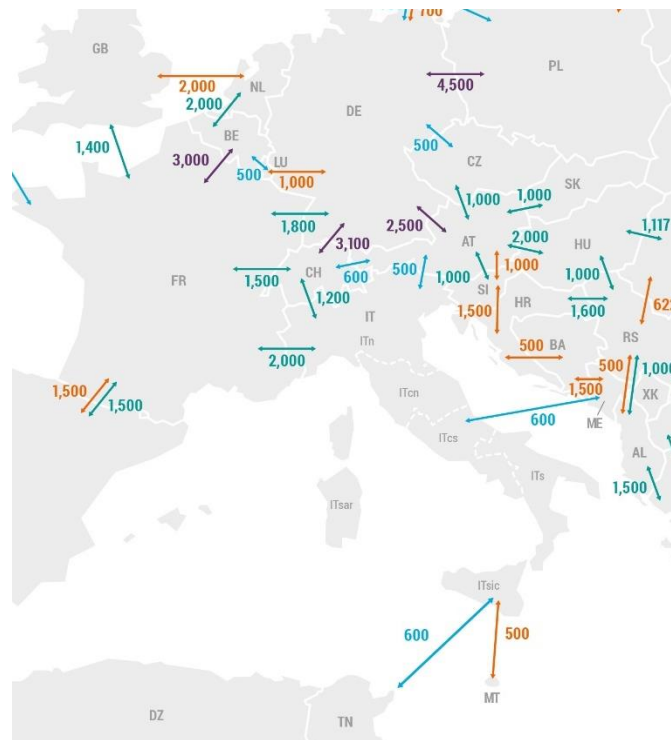 700
GB
PL
4,500
2,000
NL
2,000
DE
BE
1,400
3,000
LU
500
500
CZ
1,000
SK
1,000
1,000
1,800
2,500
3,100
AT
2,000
HU
1,117
FR
1,500
CH
600
500
1,000
1,000
1,000
SI
1,200
1,500
HR
1,600
622
IT
ITn
2,000
500
BA
RS
500
1,000
1,500
1,500
1,500
XK
ITcn
600
ME
ITcs
AL
ITs
1,500
ITsar
ITsic
600
500
MT
DZ
TN